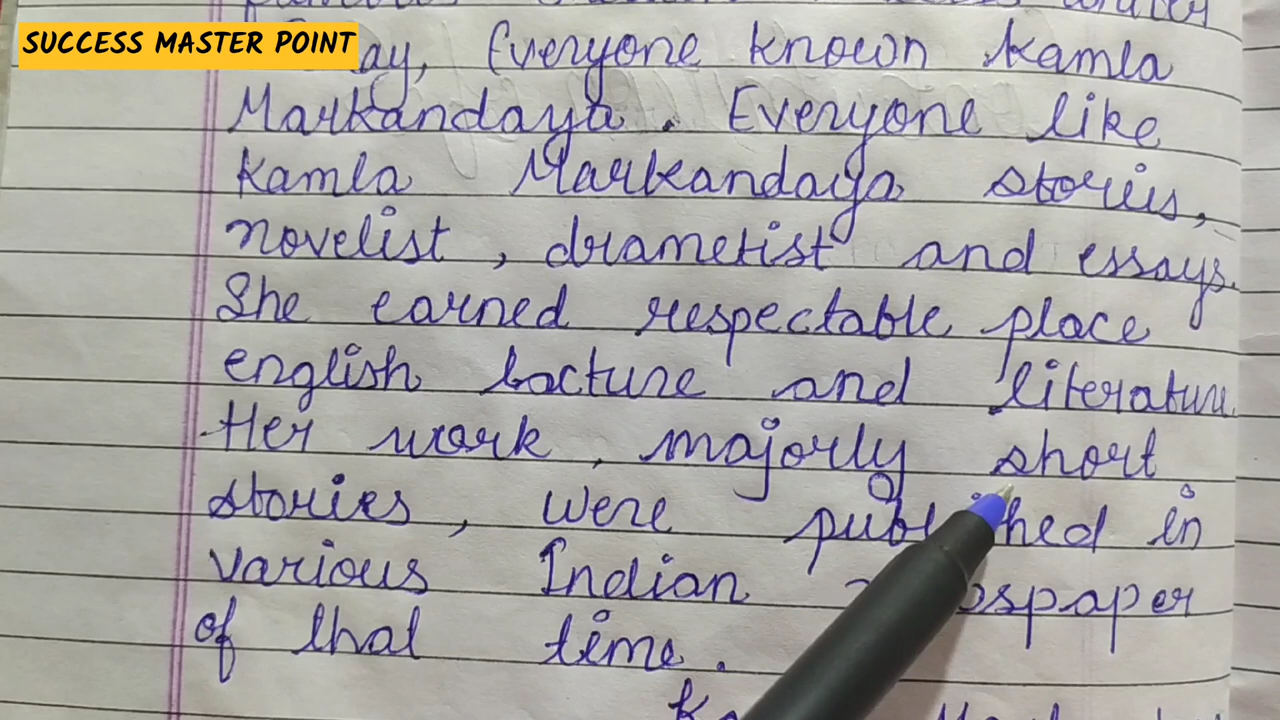 SUCCESS MASTER POINT
Everyone known Kamla
Markandaya. Everyone like
Kamla Markandaya stories,
novelist, drametist and essays.
She earned respectable place
english lacture and literature.
Her work, majorly short
stories, were published in
various Indian
of that time.